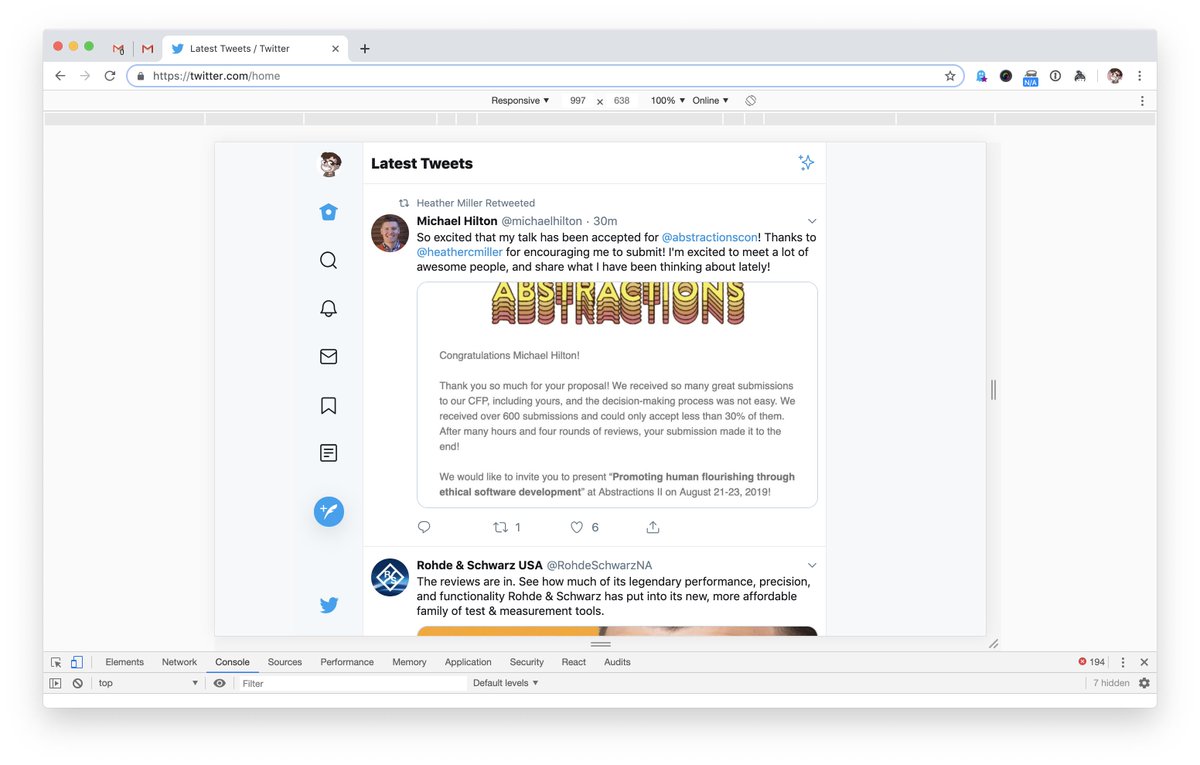 Latest Tweets / Twitter
https://twitter.com/home
N/A
Responsive 997 x 638 100% Online
Latest Tweets
Heather Miller Retweeted
Michael Hilton @michaelhilton · 30m
So excited that my talk has been accepted for @abstractionscon! Thanks to
@heathercmiller for encouraging me to submit! I'm excited to meet a lot of
awesome people, and share what I have been thinking about lately!
ABSTRACTIONS
Congratulations Michael Hilton!
Thank you so much for your proposal! We received so many great submissions
to our CFP, including yours, and the decision-making process was not easy. We
received over 600 submissions and could only accept less than 30% of them.
After many hours and four rounds of reviews, your submission made it to the
end!
We would like to invite you to present “Promoting human flourishing through
ethical software development” at Abstractions II on August 21-23, 2019!
1 6
Rohde & Schwarz USA @RohdeSchwarzNA
The reviews are in. See how much of its legendary performance, precision,
and functionality Rohde & Schwarz has put into its new, more affordable
family of test & measurement tools.
Elements Network Console Sources Performance Memory Application Security React Audits 194
top Filter Default levels 7 hidden